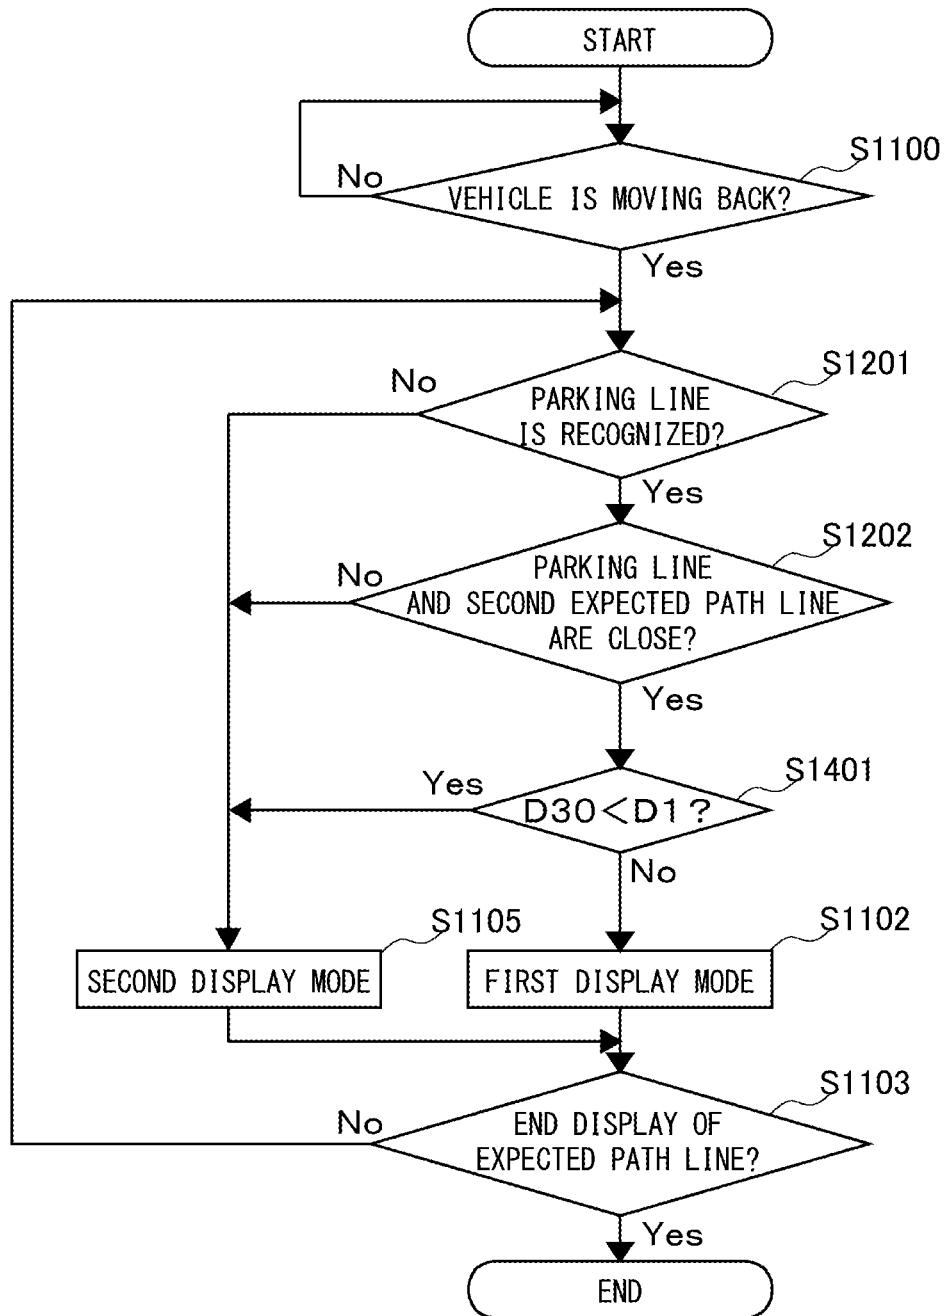 START
S1100
No
VEHICLE IS MOVING BACK?
Yes
S1201
No
PARKING LINE
IS RECOGNIZED?
Yes
S1202
No
PARKING LINE
AND SECOND EXPECTED PATH LINE
ARE CLOSE?
Yes
S1401
Yes
D30<D1?
No
S1105
S1102
SECOND DISPLAY MODE
FIRST DISPLAY MODE
S1103
No
END DISPLAY OF
EXPECTED PATH LINE?
Yes
END